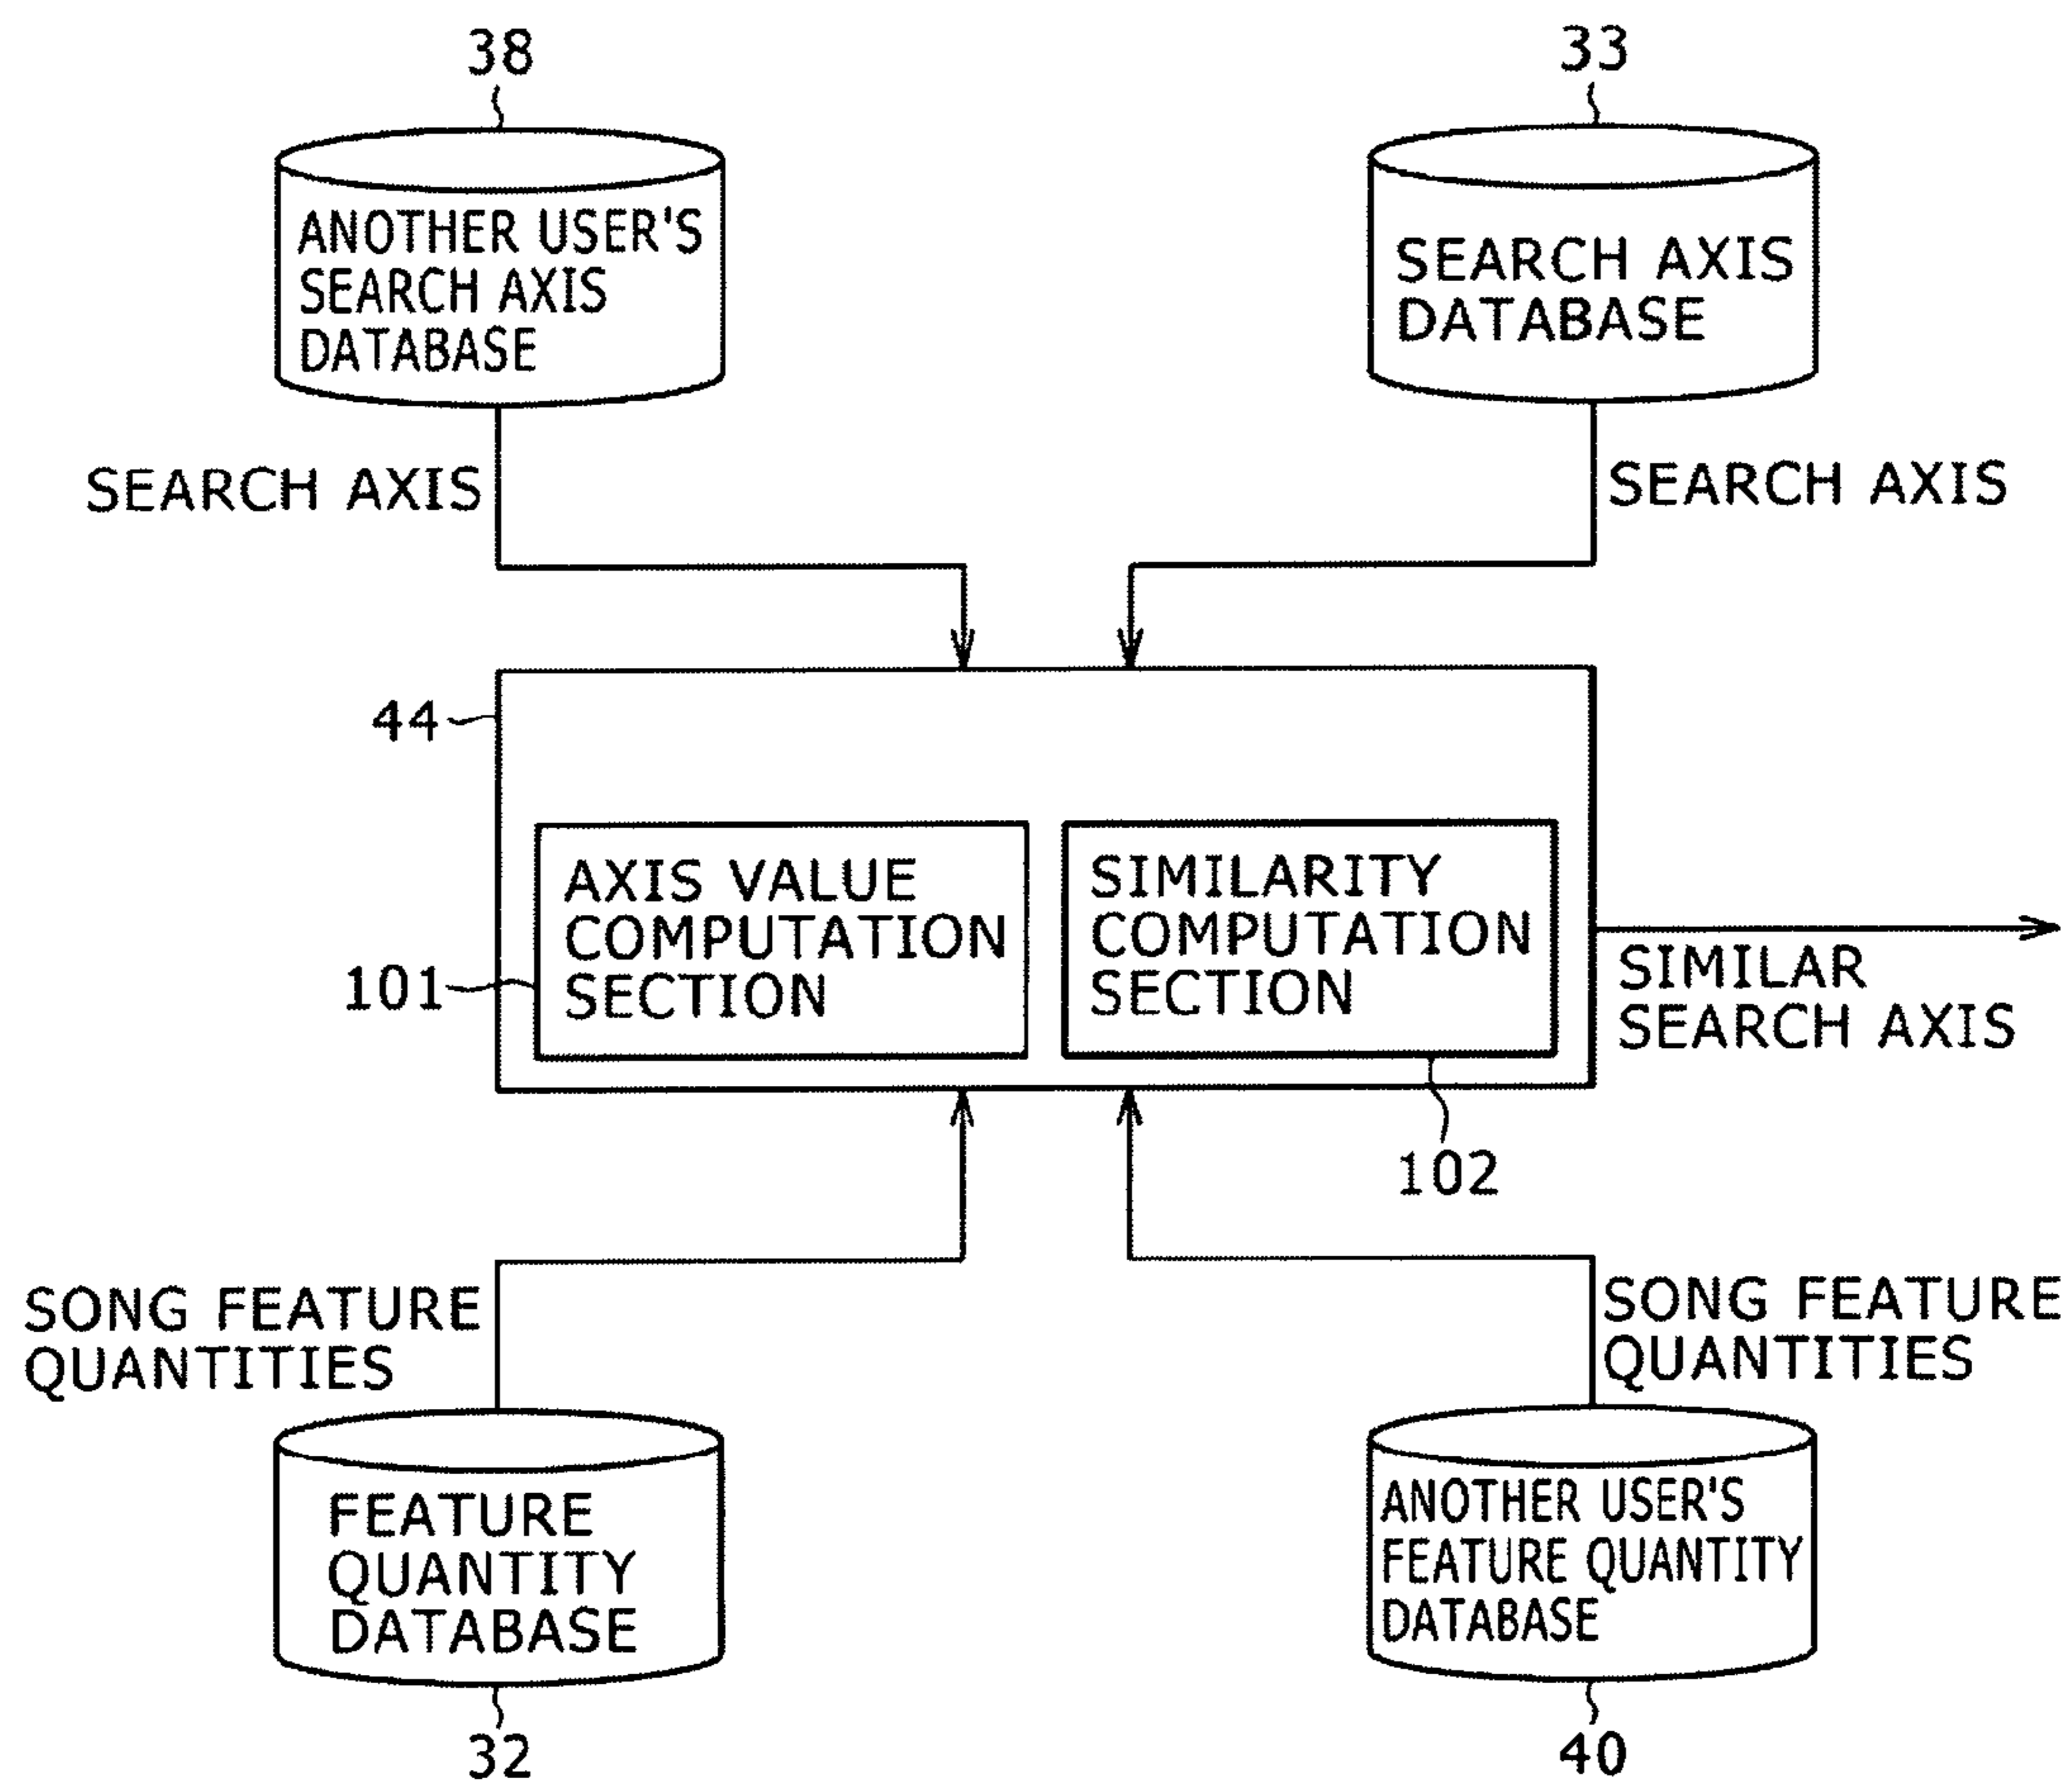 38
33
ANOTHER USER'S
SEARCH AXIS
DATABASE
SEARCH AXIS
DATABASE
SEARCH AXIS
SEARCH AXIS
44
AXIS VALUE
COMPUTATION
SECTION
SIMILARITY
COMPUTATION
SECTION
101
SIMILAR
SEARCH AXIS
102
SONG FEATURE
QUANTITIES
SONG FEATURE
QUANTITIES
FEATURE
QUANTITY
DATABASE
ANOTHER USER'S
FEATURE QUANTITY
DATABASE
32
40